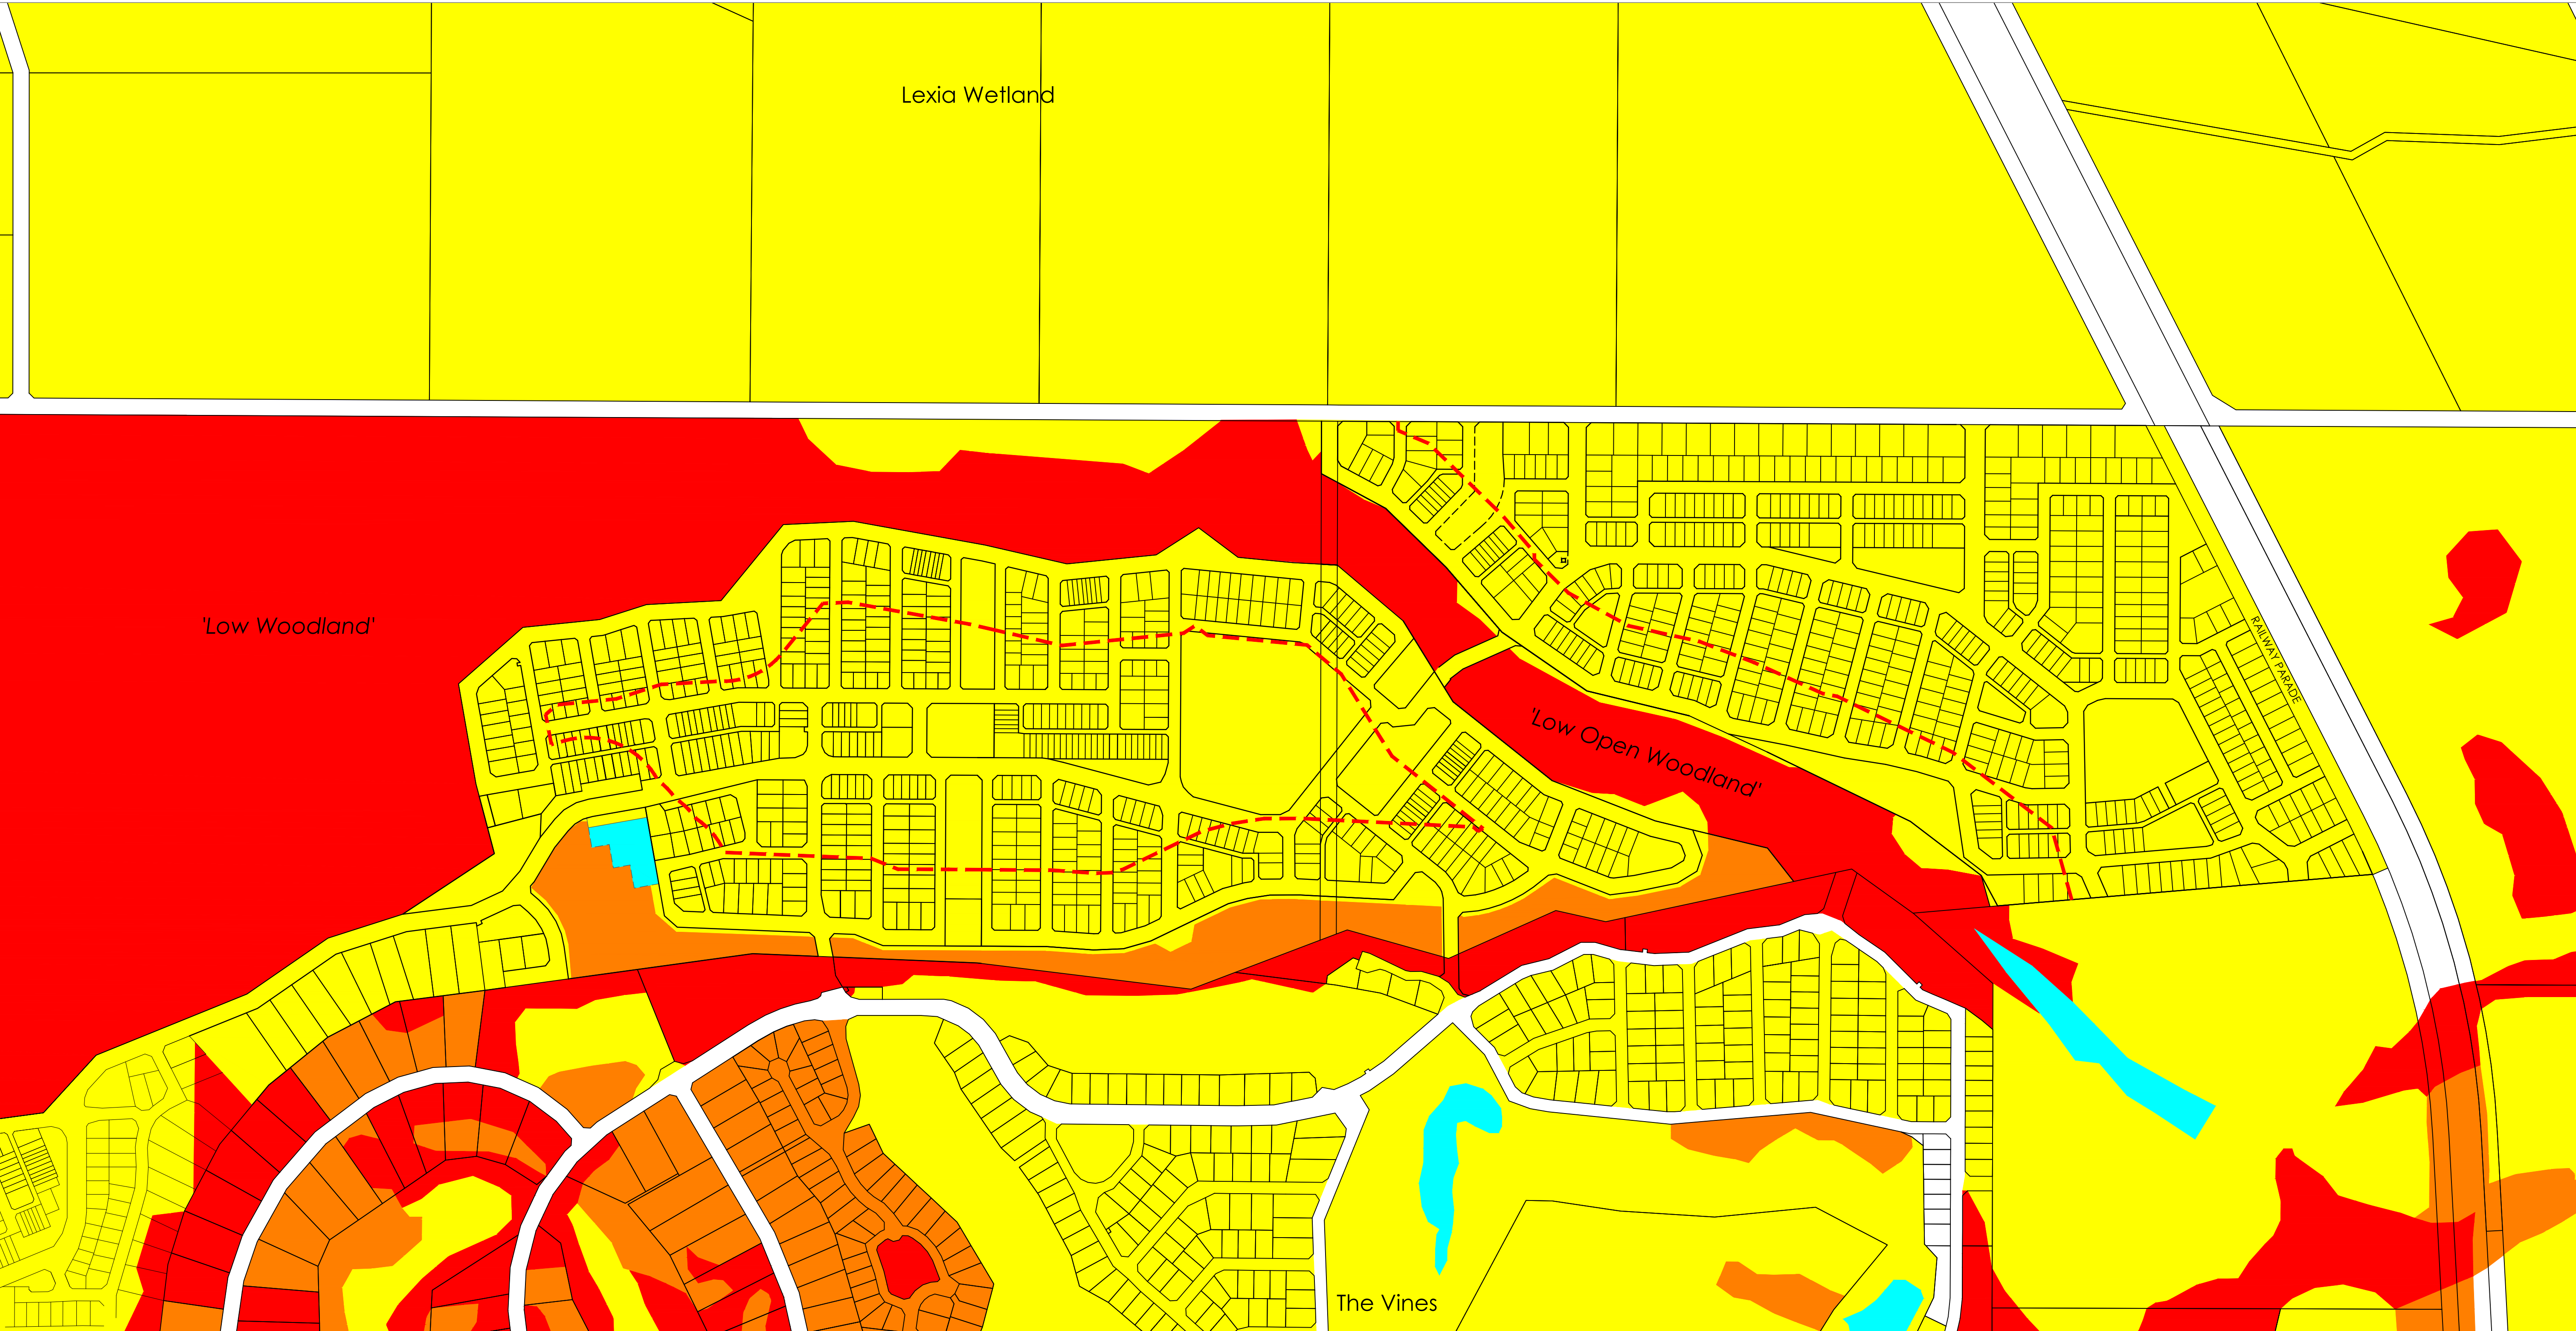 Lexia Wetland
'Low Woodland'
RAILWAY PARADE
'Low Open Woodland'
The Vines